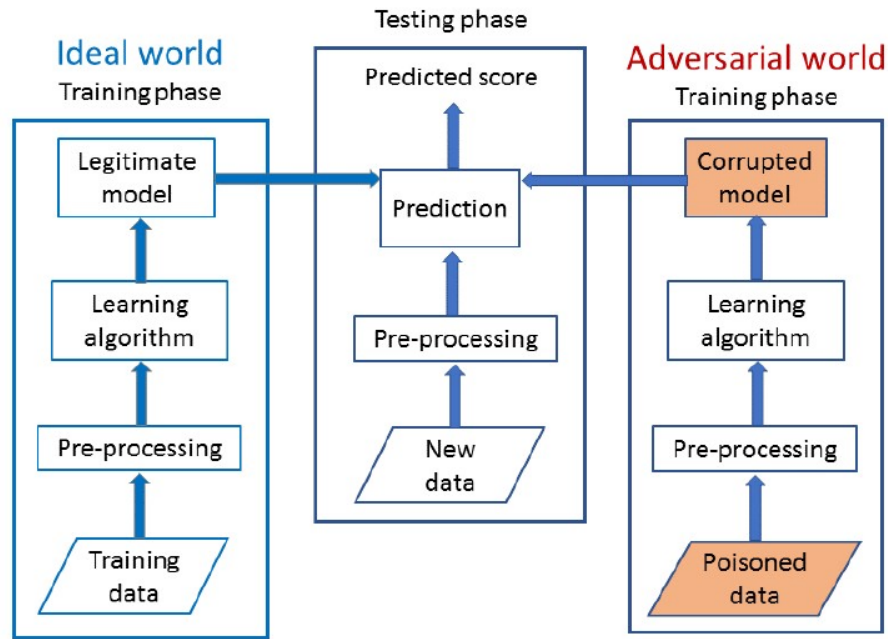 Ideal world
Training phase
Legitimate
model
Learning
algorithm
Pre-processing
Training
data
Testing phase
Predicted score
Prediction
Pre-processing
New
data
Adversarial world
Training phase
Corrupted
model
Learning
algorithm
Pre-processing
Poisoned
data